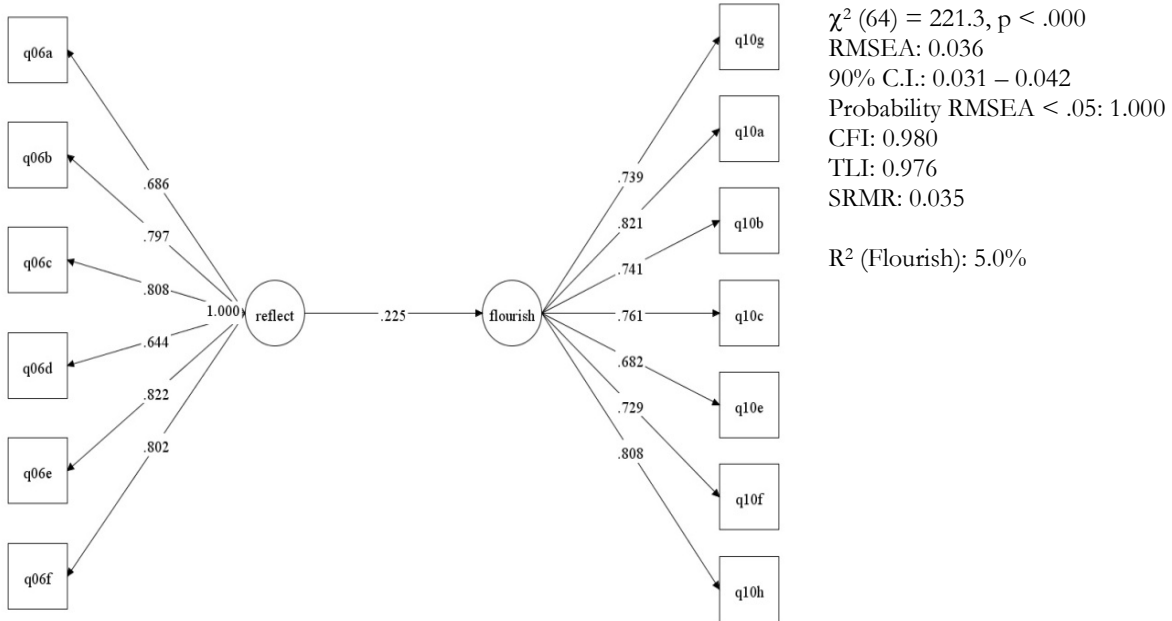 q06a
q06b
q06c
q06d
q06e
q06f
.686
.797
.808
.644
.822
.802
1.000
reflect
.225
flourish
.739
.821
.741
.761
.682
.729
.808
q10g
q10a
q10b
q10c
q10e
q10f
q10h
χ² (64) = 221.3, p < .000
RMSEA: 0.036
90% C.I.: 0.031 – 0.042
Probability RMSEA < .05: 1.000
CFI: 0.980
TLI: 0.976
SRMR: 0.035
R² (Flourish): 5.0%